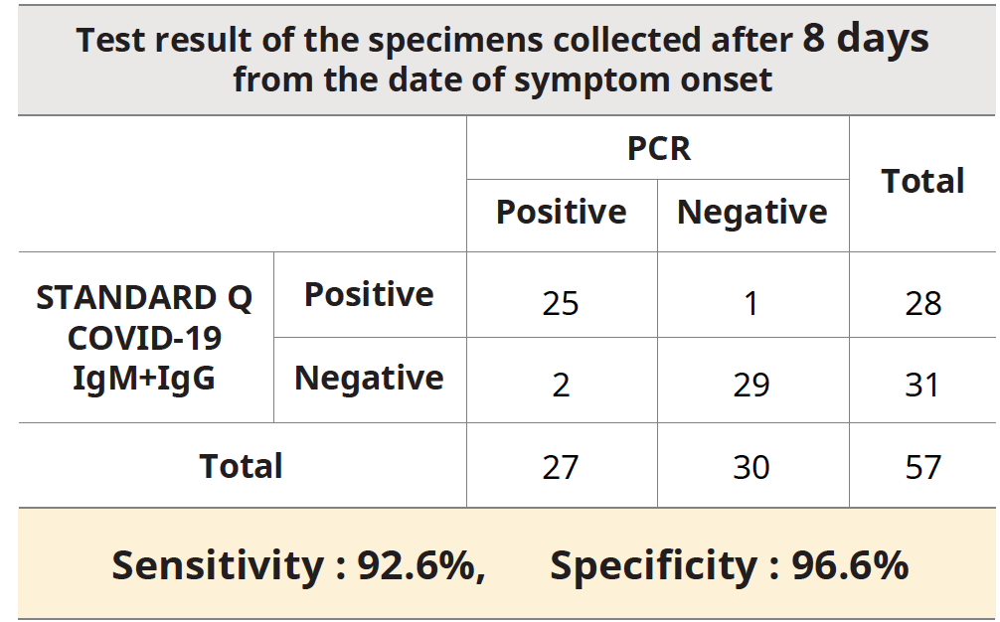 Test result of the specimens collected after 8 days
from the date of symptom onset
PCR
Total
Positive Negative
STANDARD Q
COVID-19
IgM+IgG
Positive 25 1 28
Negative 2 29 31
Total 27 30 57
Sensitivity : 92.6%, Specificity : 96.6%